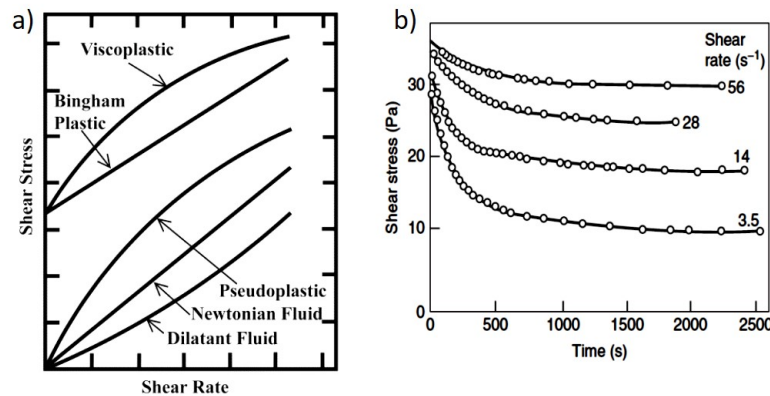 a)
Viscoplastic
Bingham
Plastic
Pseudoplastic
Newtonian Fluid
Dilatant Fluid
Shear Stress
Shear Rate
b)
Shear
rate (s⁻¹)
56
28
14
3.5
30
20
10
0
Shear stress (Pa)
0
500
1000
1500
2000
2500
Time (s)